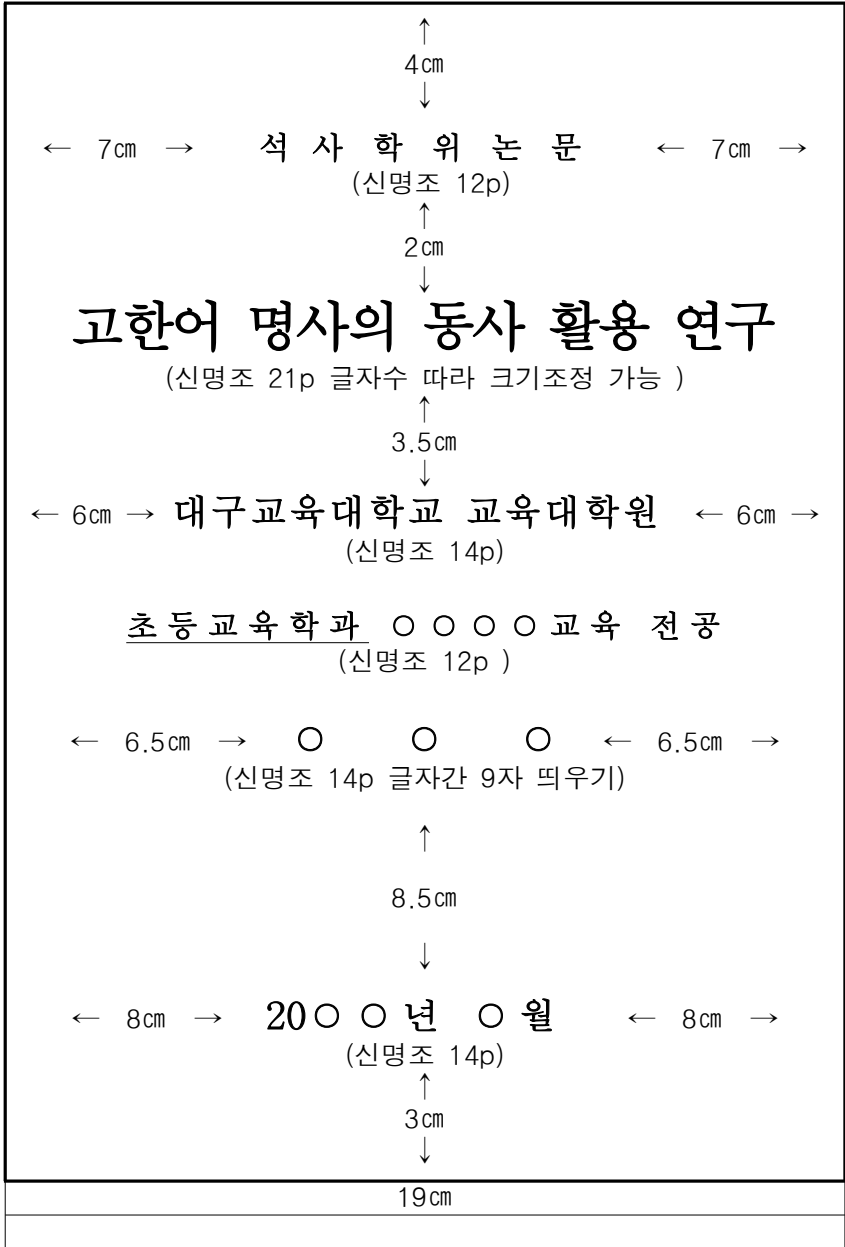 ↑
4㎝
↓
← 7㎝ → 석 사 학 위 논 문 ← 7㎝ →
(신명조 12p)
↑
2㎝
↓
고한어 명사의 동사 활용 연구
(신명조 21p 글자수 따라 크기조정 가능 )
↑
3.5㎝
↓
← 6㎝ → 대구교육대학교 교육대학원 ← 6㎝ →
(신명조 14p)
초등교육학과 ○○○○교육 전공
(신명조 12p )
← 6.5㎝ → ○ ○ ○ ← 6.5㎝ →
(신명조 14p 글자간 9자 띄우기)
↑
8.5㎝
↓
← 8㎝ → 20○○년 ○월 ← 8㎝ →
(신명조 14p)
↑
3㎝
↓
19㎝